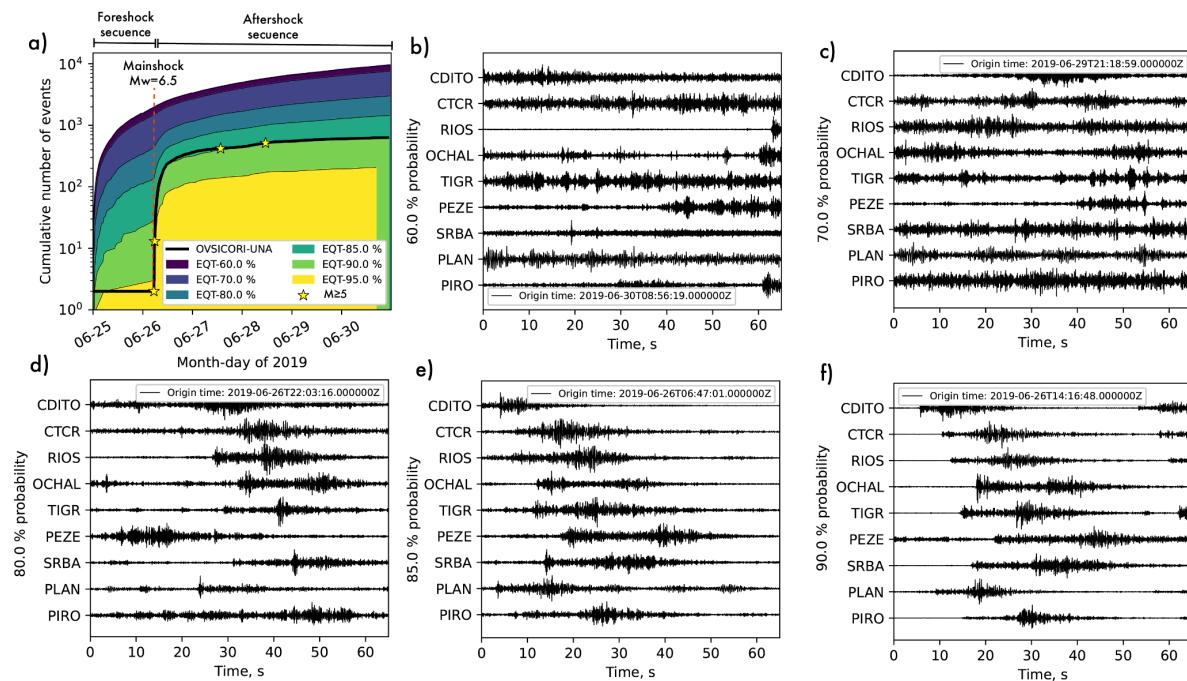 Foreshock
secuence
Aftershock
secuence
a)
Mainshock
Mw=6.5
Cumulative number of events
10⁴
10³
10²
10¹
10⁰
OVSICORI-UNA
EQT-60.0 %
EQT-70.0 %
EQT-80.0 %
EQT-85.0 %
EQT-90.0 %
EQT-95.0 %
M≥5
06-25
06-26
06-27
06-28
06-29
06-30
Month-day of 2019
b)
60.0 % probability
CDITO
CTCR
RIOS
OCHAL
TIGR
PEZE
SRBA
PLAN
PIRO
Origin time: 2019-06-30T08:56:19.000000Z
0 10 20 30 40 50 60
Time, s
c)
70.0 % probability
Origin time: 2019-06-29T21:18:59.000000Z
CDITO
CTCR
RIOS
OCHAL
TIGR
PEZE
SRBA
PLAN
PIRO
0 10 20 30 40 50 60
Time, s
d)
80.0 % probability
Origin time: 2019-06-26T22:03:16.000000Z
CDITO
CTCR
RIOS
OCHAL
TIGR
PEZE
SRBA
PLAN
PIRO
0 10 20 30 40 50 60
Time, s
e)
85.0 % probability
Origin time: 2019-06-26T06:47:01.000000Z
CDITO
CTCR
RIOS
OCHAL
TIGR
PEZE
SRBA
PLAN
PIRO
0 10 20 30 40 50 60
Time, s
f)
90.0 % probability
Origin time: 2019-06-26T14:16:48.000000Z
CDITO
CTCR
RIOS
OCHAL
TIGR
PEZE
SRBA
PLAN
PIRO
0 10 20 30 40 50 60
Time, s